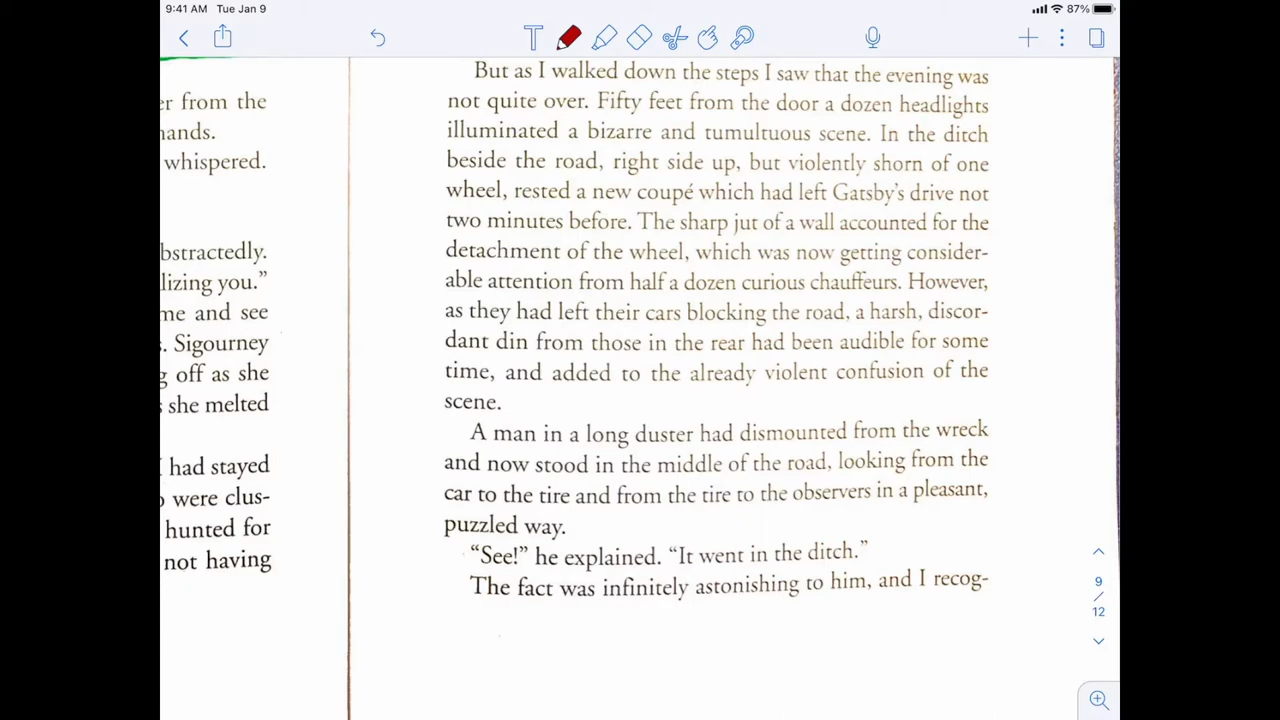 9:41 AM Tue Jan 9
87%
er from the
hands.
whispered.
bstractedly.
lizing you.”
me and see
. Sigourney
g off as she
s she melted
I had stayed
o were clus-
hunted for
not having
But as I walked down the steps I saw that the evening was
not quite over. Fifty feet from the door a dozen headlights
illuminated a bizarre and tumultuous scene. In the ditch
beside the road, right side up, but violently shorn of one
wheel, rested a new coupé which had left Gatsby’s drive not
two minutes before. The sharp jut of a wall accounted for the
detachment of the wheel, which was now getting consider-
able attention from half a dozen curious chauffeurs. However,
as they had left their cars blocking the road, a harsh, discor-
dant din from those in the rear had been audible for some
time, and added to the already violent confusion of the
scene.
A man in a long duster had dismounted from the wreck
and now stood in the middle of the road, looking from the
car to the tire and from the tire to the observers in a pleasant,
puzzled way.
“See!” he explained. “It went in the ditch.”
The fact was infinitely astonishing to him, and I recog-
9
/
12